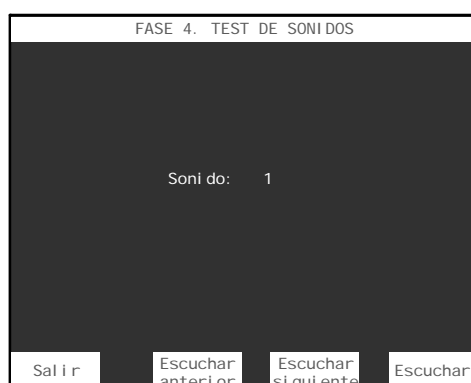 FASE 4. TEST DE SONIDOS
Sonido: 1
Salir
Escuchar
anterior
Escuchar
siguiente
Escuchar